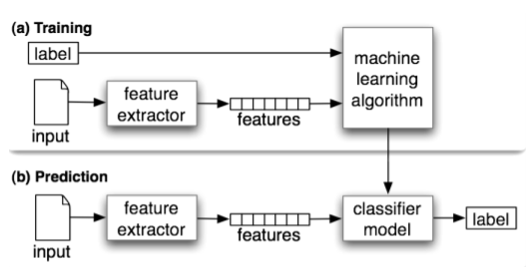 (a) Training
label
machine
learning
algorithm
feature
extractor
features
input
(b) Prediction
feature
extractor
features
classifier
model
label
input